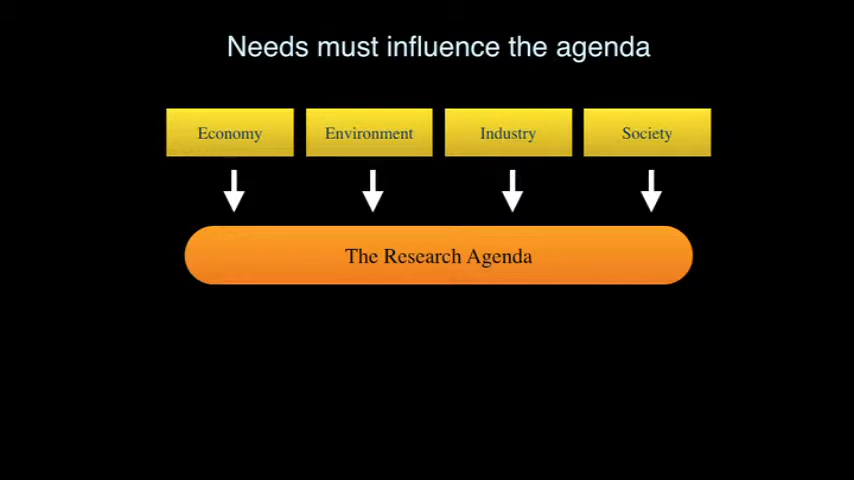 Needs must influence the agenda
Economy
Environment
Industry
Society
The Research Agenda